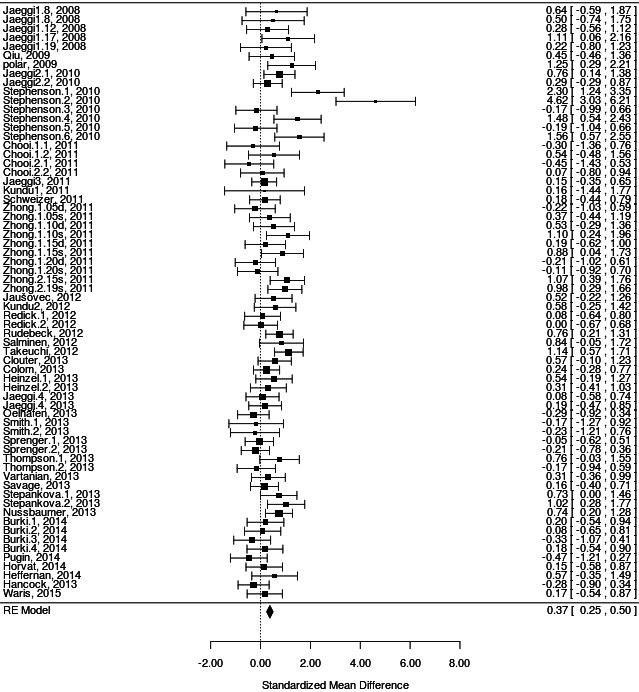 Jaeggi1.8, 2008 0.64 [ -0.59 , 1.87 ]
Jaeggi1.8, 2008 0.50 [ -0.74 , 1.75 ]
Jaeggi1.12, 2008 0.28 [ -0.56 , 1.12 ]
Jaeggi1.17, 2008 1.11 [ 0.06 , 2.16 ]
Jaeggi1.19, 2008 0.22 [ -0.80 , 1.23 ]
Qiu, 2009 0.45 [ -0.46 , 1.36 ]
polar, 2009 1.25 [ 0.29 , 2.21 ]
Jaeggi2.1, 2010 0.76 [ 0.14 , 1.38 ]
Jaeggi2.2, 2010 0.29 [ -0.29 , 0.87 ]
Stephenson.1, 2010 2.30 [ 1.24 , 3.35 ]
Stephenson.2, 2010 4.62 [ 3.03 , 6.21 ]
Stephenson.3, 2010 -0.17 [ -0.99 , 0.66 ]
Stephenson.4, 2010 1.48 [ 0.54 , 2.43 ]
Stephenson.5, 2010 -0.19 [ -1.04 , 0.66 ]
Stephenson.6, 2010 1.56 [ 0.57 , 2.55 ]
Chooi.1.1, 2011 -0.30 [ -1.36 , 0.76 ]
Chooi.1.2, 2011 0.54 [ -0.48 , 1.56 ]
Chooi.2.1, 2011 -0.45 [ -1.43 , 0.53 ]
Chooi.2.2, 2011 0.07 [ -0.80 , 0.94 ]
Jaeggi3, 2011 0.15 [ -0.35 , 0.65 ]
Kundu1, 2011 0.16 [ -1.44 , 1.77 ]
Schweizer, 2011 0.18 [ -0.44 , 0.79 ]
Zhong.1.05d, 2011 -0.22 [ -1.03 , 0.59 ]
Zhong.1.05s, 2011 0.37 [ -0.44 , 1.19 ]
Zhong.1.10d, 2011 0.53 [ -0.29 , 1.36 ]
Zhong.1.10s, 2011 1.10 [ 0.24 , 1.96 ]
Zhong.1.15d, 2011 0.19 [ -0.62 , 1.00 ]
Zhong.1.15s, 2011 0.88 [ 0.04 , 1.73 ]
Zhong.1.20d, 2011 -0.21 [ -1.02 , 0.61 ]
Zhong.1.20s, 2011 -0.11 [ -0.92 , 0.70 ]
Zhong.2.15s, 2011 1.07 [ 0.39 , 1.76 ]
Zhong.2.19s, 2011 0.98 [ 0.29 , 1.66 ]
Jaušovec, 2012 0.52 [ -0.22 , 1.26 ]
Kundu2, 2012 0.58 [ -0.25 , 1.42 ]
Redick.1, 2012 0.08 [ -0.64 , 0.80 ]
Redick.2, 2012 0.00 [ -0.67 , 0.68 ]
Rudebeck, 2012 0.76 [ 0.21 , 1.31 ]
Salminen, 2012 0.84 [ -0.05 , 1.72 ]
Takeuchi, 2012 1.14 [ 0.57 , 1.71 ]
Clouter, 2013 0.57 [ -0.10 , 1.23 ]
Colom, 2013 0.24 [ -0.28 , 0.77 ]
Heinzel.1, 2013 0.54 [ -0.19 , 1.27 ]
Heinzel.2, 2013 0.31 [ -0.41 , 1.03 ]
Jaeggi.4, 2013 0.08 [ -0.58 , 0.74 ]
Jaeggi.4, 2013 0.19 [ -0.47 , 0.85 ]
Oelhafen, 2013 -0.29 [ -0.92 , 0.34 ]
Smith.1, 2013 -0.17 [ -1.27 , 0.92 ]
Smith.2, 2013 -0.23 [ -1.21 , 0.76 ]
Sprenger.1, 2013 -0.05 [ -0.62 , 0.51 ]
Sprenger.2, 2013 -0.21 [ -0.78 , 0.36 ]
Thompson.1, 2013 0.76 [ -0.03 , 1.55 ]
Thompson.2, 2013 -0.17 [ -0.94 , 0.59 ]
Vartanian, 2013 0.31 [ -0.36 , 0.99 ]
Savage, 2013 0.16 [ -0.40 , 0.71 ]
Stepankova.1, 2013 0.73 [ 0.00 , 1.46 ]
Stepankova.2, 2013 1.02 [ 0.28 , 1.77 ]
Nussbaumer, 2013 0.74 [ 0.20 , 1.28 ]
Burki.1, 2014 0.20 [ -0.54 , 0.94 ]
Burki.2, 2014 0.08 [ -0.65 , 0.81 ]
Burki.3, 2014 -0.33 [ -1.07 , 0.41 ]
Burki.4, 2014 0.18 [ -0.54 , 0.90 ]
Pugin, 2014 -0.47 [ -1.21 , 0.27 ]
Horvat, 2014 0.15 [ -0.58 , 0.87 ]
Heffernan, 2014 0.57 [ -0.35 , 1.49 ]
Hancock, 2013 -0.28 [ -0.90 , 0.34 ]
Waris, 2015 0.17 [ -0.54 , 0.87 ]
RE Model 0.37 [ 0.25 , 0.50 ]
-2.00 0.00 2.00 4.00 6.00 8.00
Standardized Mean Difference